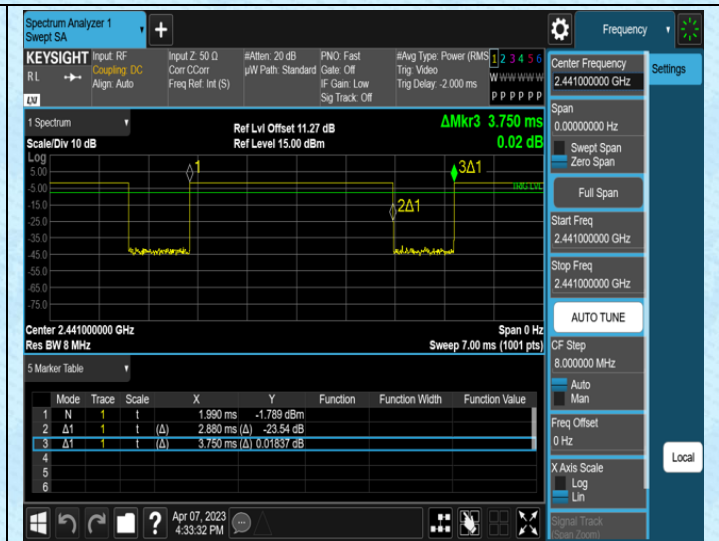 Spectrum Analyzer 1
Swept SA
+
Frequency
KEYSIGHT
RL
LXI
Input: RF
Coupling: DC
Align: Auto
Input Z: 50 Ω
Corr CCorr
Freq Ref: Int (S)
#Atten: 20 dB
µW Path: Standard
PNO: Fast
Gate: Off
IF Gain: Low
Sig Track: Off
#Avg Type: Power (RMS
Trig: Video
Trig Delay: -2.000 ms
1 2 3 4 5 6
W W W W W W
P P P P P P
1 Spectrum
Scale/Div 10 dB
Ref Lvl Offset 11.27 dB
Ref Level 15.00 dBm
ΔMkr3 3.750 ms
0.02 dB
Log
5.00
-5.00
-15.0
-25.0
-35.0
-45.0
-55.0
-65.0
-75.0
1
2Δ1
3Δ1
TRIG LVL
Center 2.441000000 GHz
Res BW 8 MHz
Span 0 Hz
Sweep 7.00 ms (1001 pts)
5 Marker Table
Mode Trace Scale X Y Function Function Width Function Value
1 N 1 t 1.990 ms -1.789 dBm
2 Δ1 1 t (Δ) 2.880 ms (Δ) -23.54 dB
3 Δ1 1 t (Δ) 3.750 ms (Δ) 0.01837 dB
4
5
6
?
Apr 07, 2023
4:33:32 PM
Center Frequency
2.441000000 GHz
Span
0.00000000 Hz
Swept Span
Zero Span
Full Span
Start Freq
2.441000000 GHz
Stop Freq
2.441000000 GHz
AUTO TUNE
CF Step
8.000000 MHz
Auto
Man
Freq Offset
0 Hz
X Axis Scale
Log
Lin
Signal Track
(Span Zoom)
Settings
Local